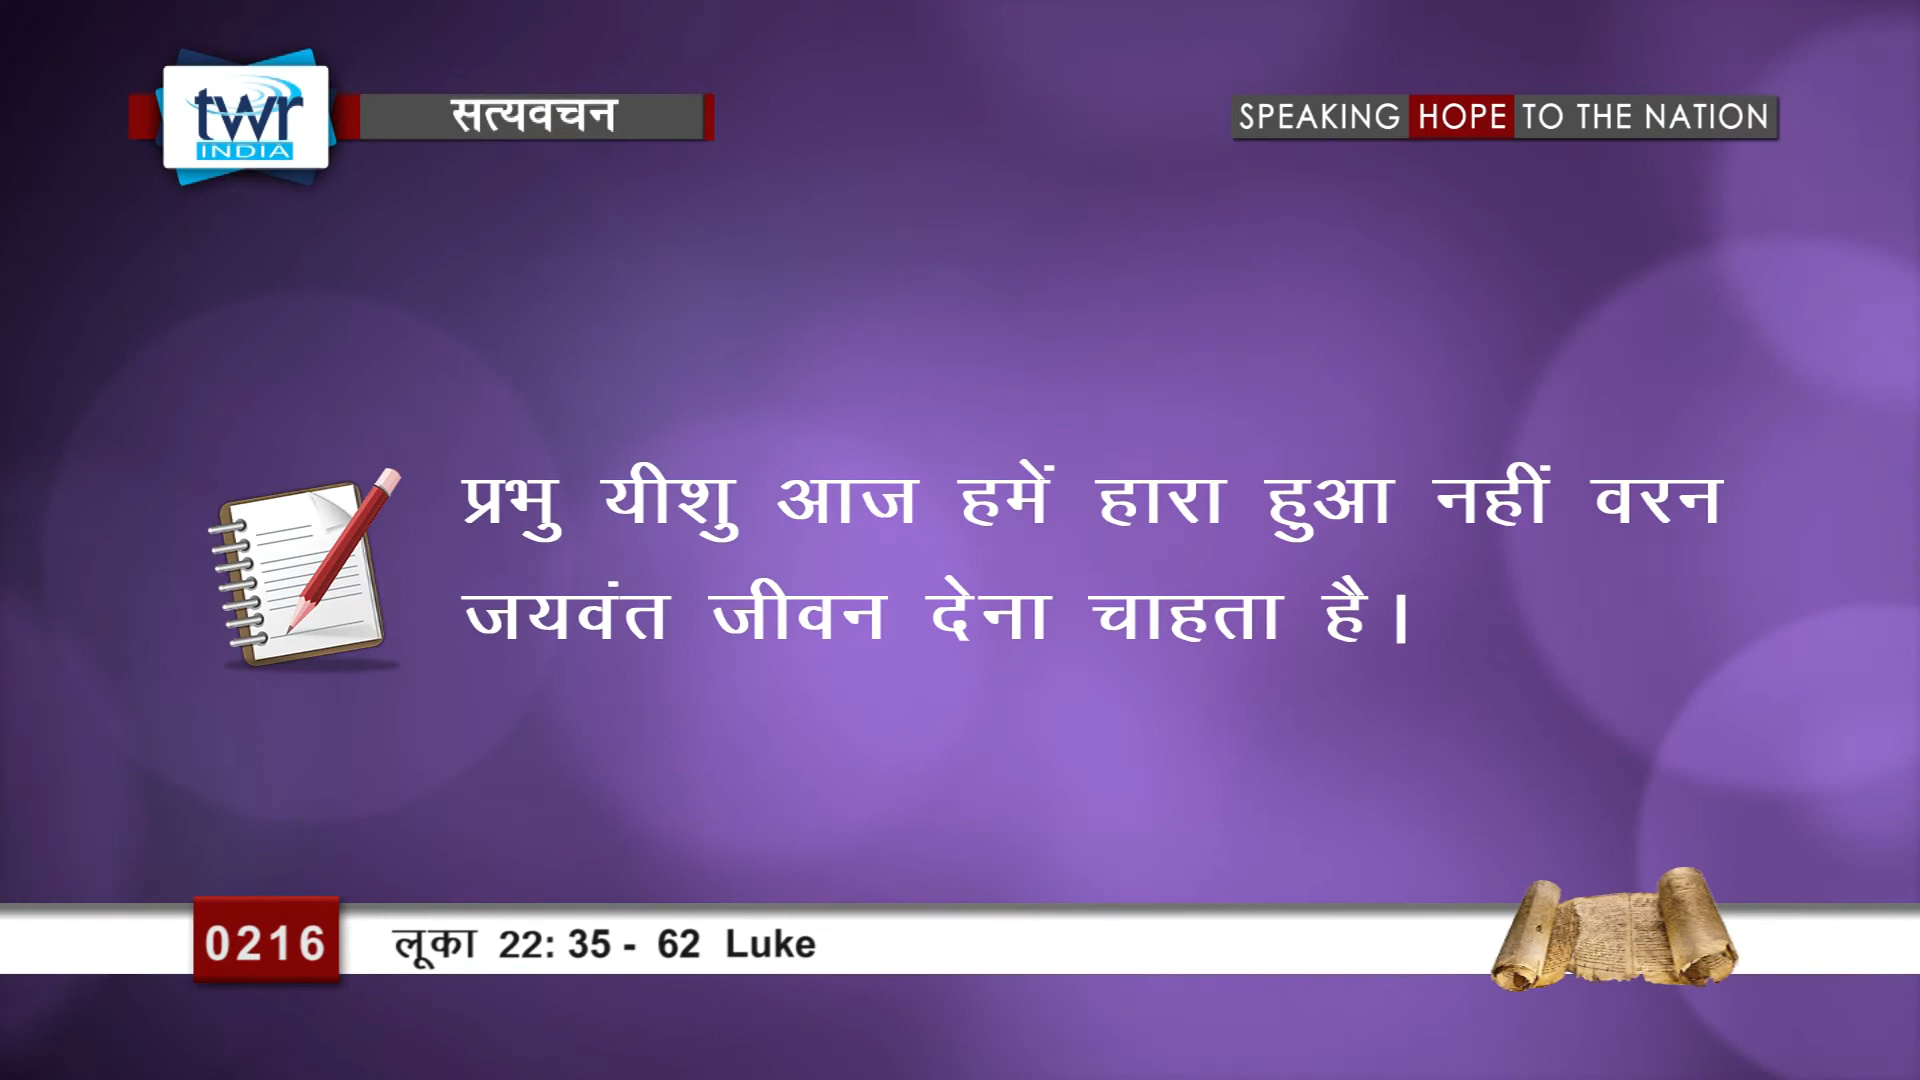 twr
INDIA
सत्यवचन
SPEAKING HOPE TO THE NATION
प्रभु यीशु आज हमें हारा हुआ नहीं वरन
जयवंत जीवन देना चाहता है।
0216
लूका 22: 35 - 62 Luke